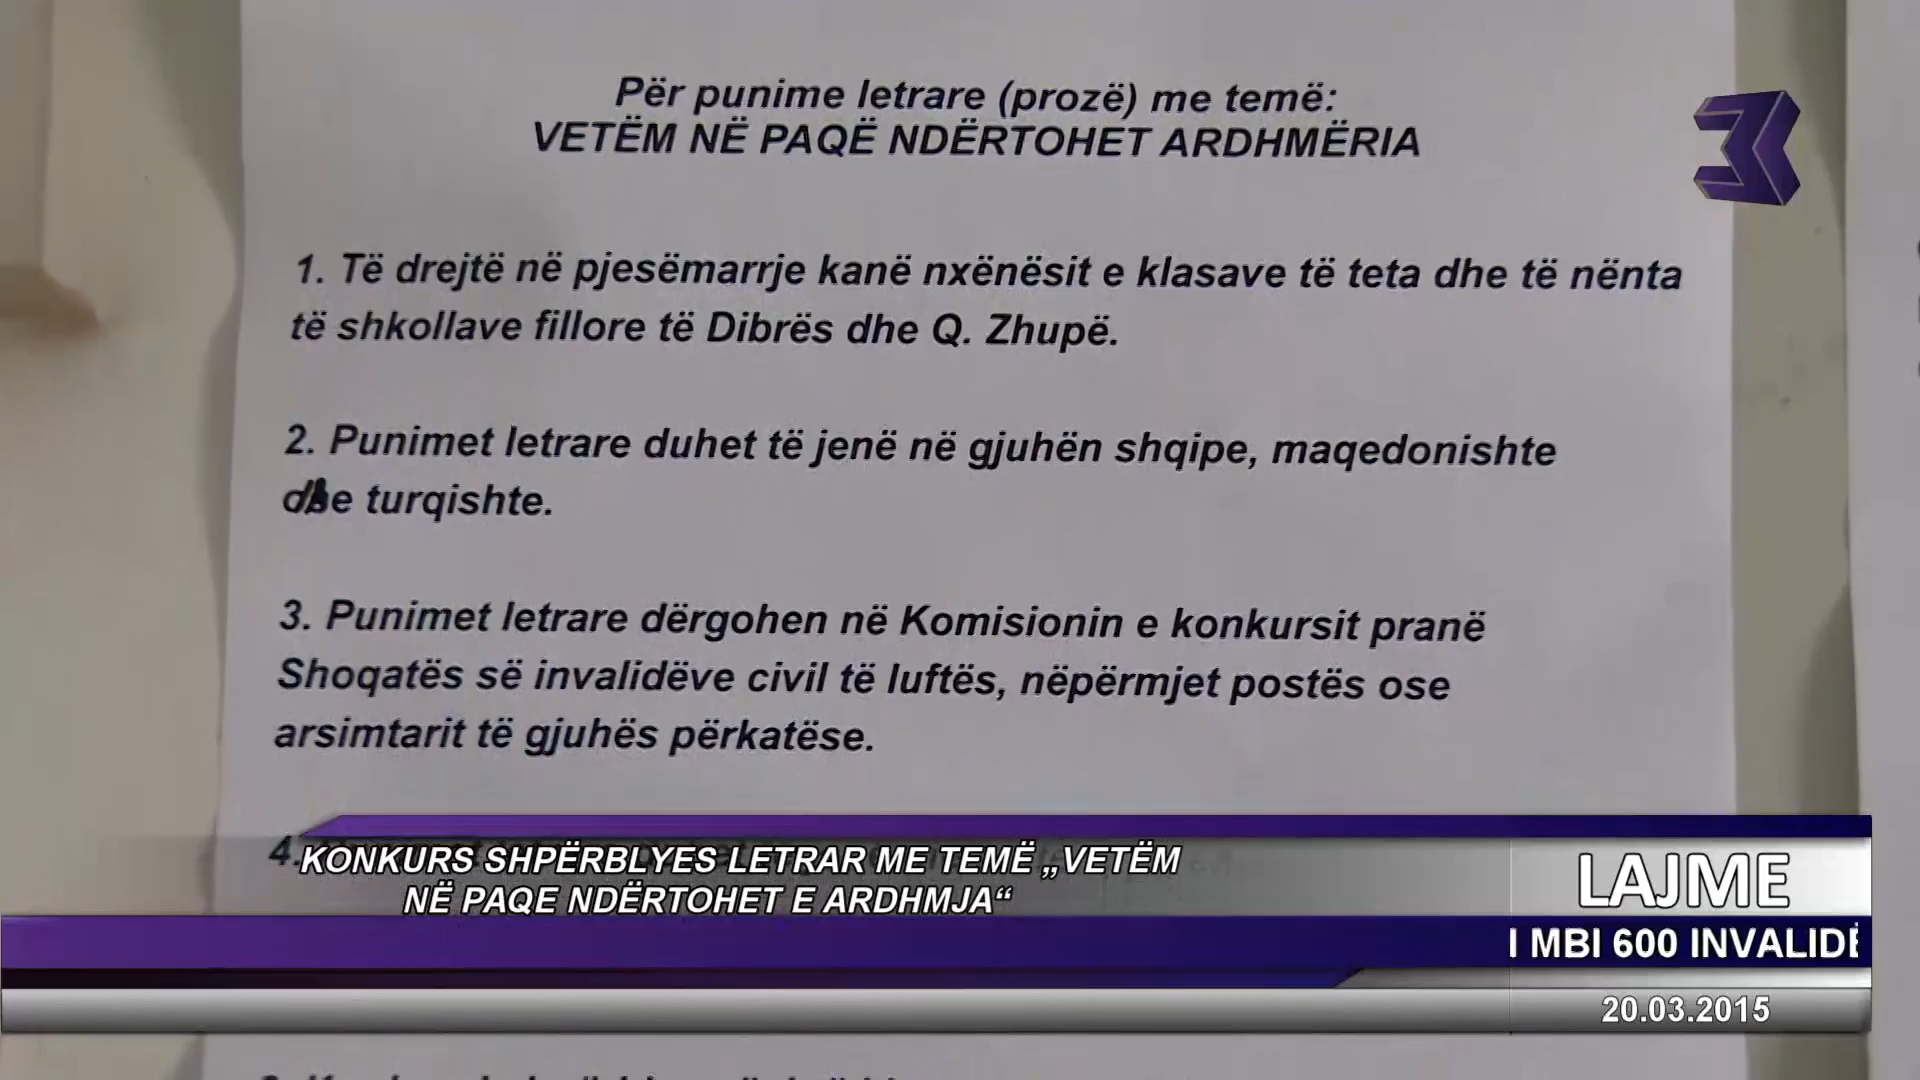 Për punime letrare (prozë) me temë:
VETËM NË PAQË NDËRTOHET ARDHMËRIA
1. Të drejtë në pjesëmarrje kanë nxënësit e klasave të teta dhe të nënta
të shkollave fillore të Dibrës dhe Q. Zhupë.
2. Punimet letrare duhet të jenë në gjuhën shqipe, maqedonishte
dhe turqishte.
3. Punimet letrare dërgohen në Komisionin e konkursit pranë
Shoqatës së invalidëve civil të luftës, nëpërmjet postës ose
arsimtarit të gjuhës përkatëse.
4.
KONKURS SHPËRBLYES LETRAR ME TEMË „VETËM
NË PAQE NDËRTOHET E ARDHMJA“
LAJME
I MBI 600 INVALIDË
20.03.2015